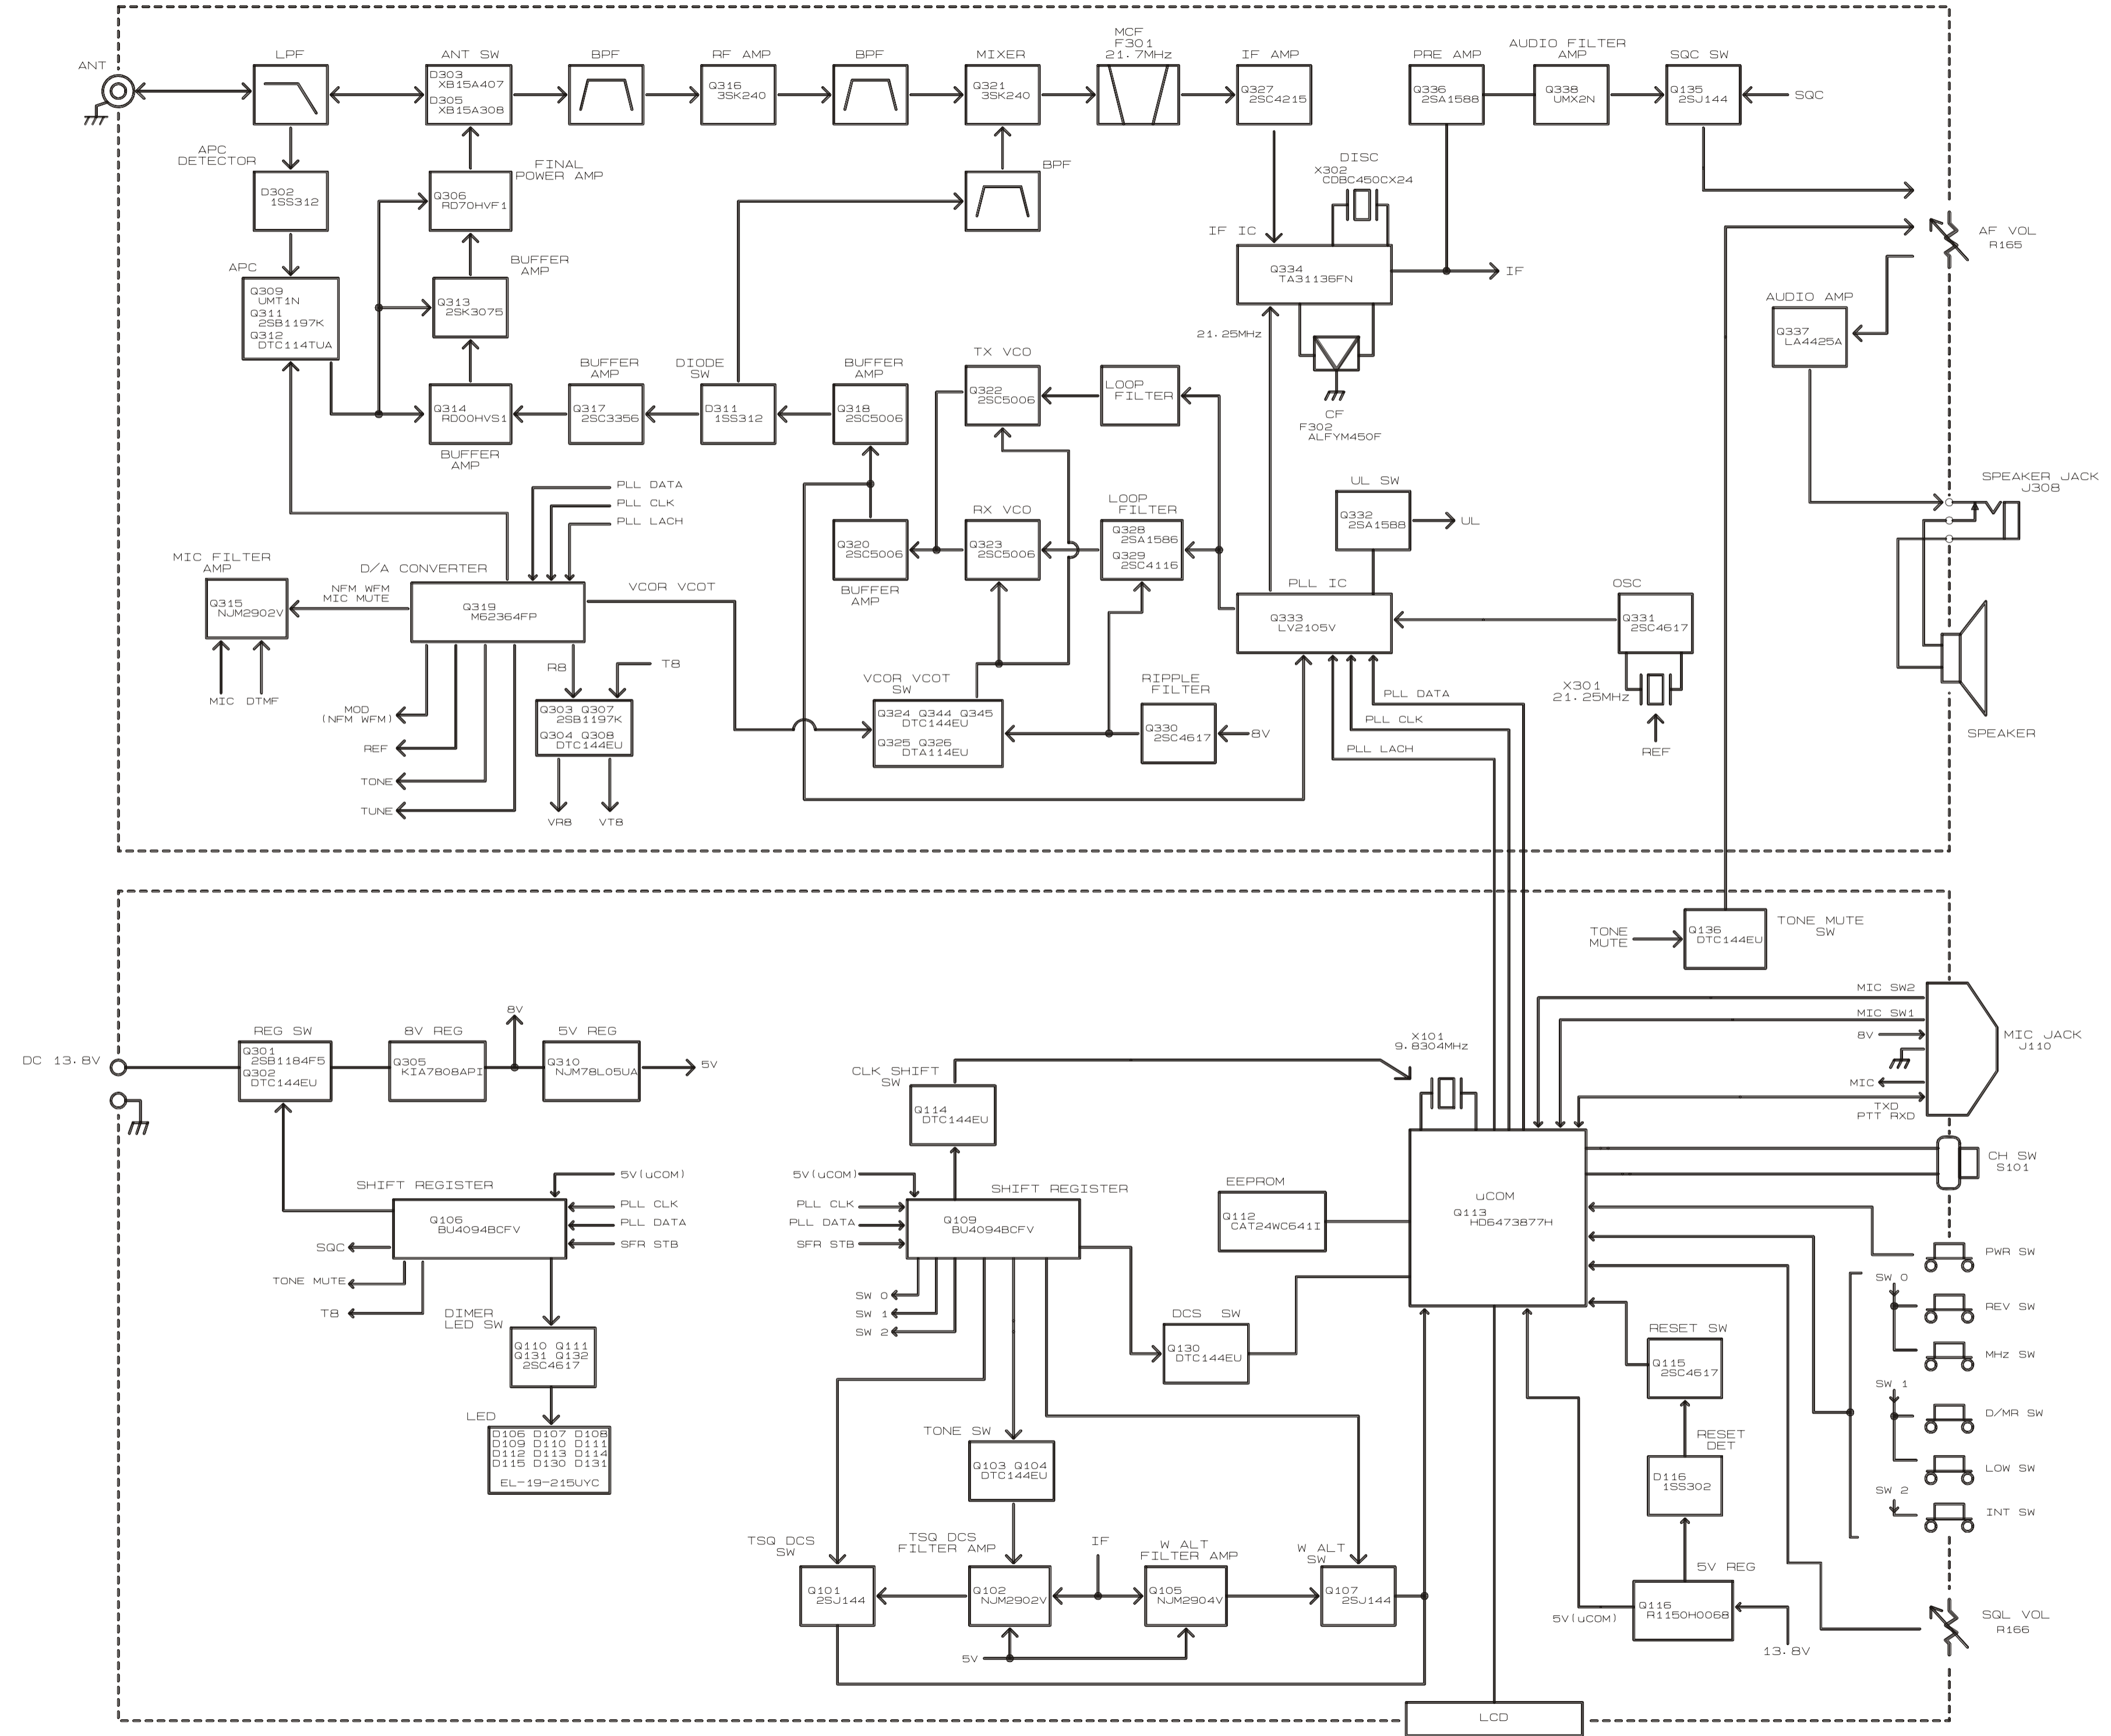 ANT
LPF
ANT SW
D303
XB15A407
D305
XB15A308
BPF
RF AMP
Q316
3SK240
BPF
MIXER
Q321
3SK240
MCF
F301
21.7MHz
IF AMP
Q327
2SC4215
PRE AMP
Q336
2SA1588
AUDIO FILTER
AMP
Q338
UMX2N
SQC SW
Q135
2SJ144
SQC
APC
DETECTOR
D302
1SS312
FINAL
POWER AMP
Q306
RD70HVF1
BPF
DISC
X302
CDBC450CX24
IF IC
Q334
TA31136FN
IF
AF VOL
R165
APC
Q309
UMT1N
Q311
2SB1197K
Q312
DTC114TUA
BUFFER
AMP
Q313
2SK3075
21.25MHz
CF
F302
ALFYM450F
AUDIO AMP
Q337
LA4425A
Q314
RD00HVS1
BUFFER
AMP
BUFFER
AMP
Q317
2SC3356
DIODE
SW
D311
1SS312
BUFFER
AMP
Q318
2SC5006
TX VCO
Q322
2SC5006
LOOP
FILTER
PLL DATA
PLL CLK
PLL LACH
Q320
2SC5006
BUFFER
AMP
RX VCO
Q323
2SC5006
LOOP
FILTER
Q328
2SA1586
Q329
2SC4116
UL SW
Q332
2SA1588
UL
SPEAKER JACK
J308
MIC FILTER
AMP
Q315
NJM2902V
MIC DTMF
NFM WFM
MIC MUTE
D/A CONVERTER
Q319
M62364FP
VCOR VCOT
PLL IC
Q333
LV2105V
OSC
Q331
2SC4617
X301
21.25MHz
REF
R8
T8
Q303 Q307
2SB1197K
Q304 Q308
DTC144EU
VR8
VT8
MOD
(NFM WFM)
REF
TONE
TUNE
VCOR VCOT
SW
Q324 Q344 Q345
DTC144EU
Q325 Q326
DTA114EU
RIPPLE
FILTER
Q330
2SC4617
8V
PLL DATA
PLL CLK
PLL LACH
SPEAKER
TONE
MUTE
Q136
DTC144EU
TONE MUTE
SW
MIC SW2
MIC SW1
8V
MIC
TXD
PTT RXD
MIC JACK
J110
DC 13.8V
REG SW
Q301
2SB1184F5
Q302
DTC144EU
8V REG
Q305
KIA7808API
8V
5V REG
Q310
NJM78L05UA
5V
CLK SHIFT
SW
Q114
DTC144EU
X101
9.8304MHz
CH SW
S101
SHIFT REGISTER
Q106
BU4094BCFV
5V(uCOM)
PLL CLK
PLL DATA
SFR STB
SQC
TONE MUTE
T8
DIMER
LED SW
Q110 Q111
Q131 Q132
2SC4617
LED
D106 D107 D108
D109 D110 D111
D112 D113 D114
D115 D130 D131
EL-19-215UYC
5V(uCOM)
PLL CLK
PLL DATA
SFR STB
SHIFT REGISTER
Q109
BU4094BCFV
SW 0
SW 1
SW 2
EEPROM
Q112
CAT24WC641I
uCOM
Q113
HD6473877H
DCS SW
Q130
DTC144EU
PWR SW
SW 0
REV SW
MHz SW
SW 1
D/MR SW
LOW SW
SW 2
INT SW
RESET SW
Q115
2SC4617
RESET
DET
D116
1SS302
5V REG
Q116
R1150H006B
5V(uCOM)
13.8V
SQL VOL
R166
TONE SW
Q103 Q104
DTC144EU
TSQ DCS
SW
Q101
2SJ144
TSQ DCS
FILTER AMP
Q102
NJM2902V
IF
W ALT
FILTER AMP
Q105
NJM2904V
W ALT
SW
Q107
2SJ144
5V
LCD